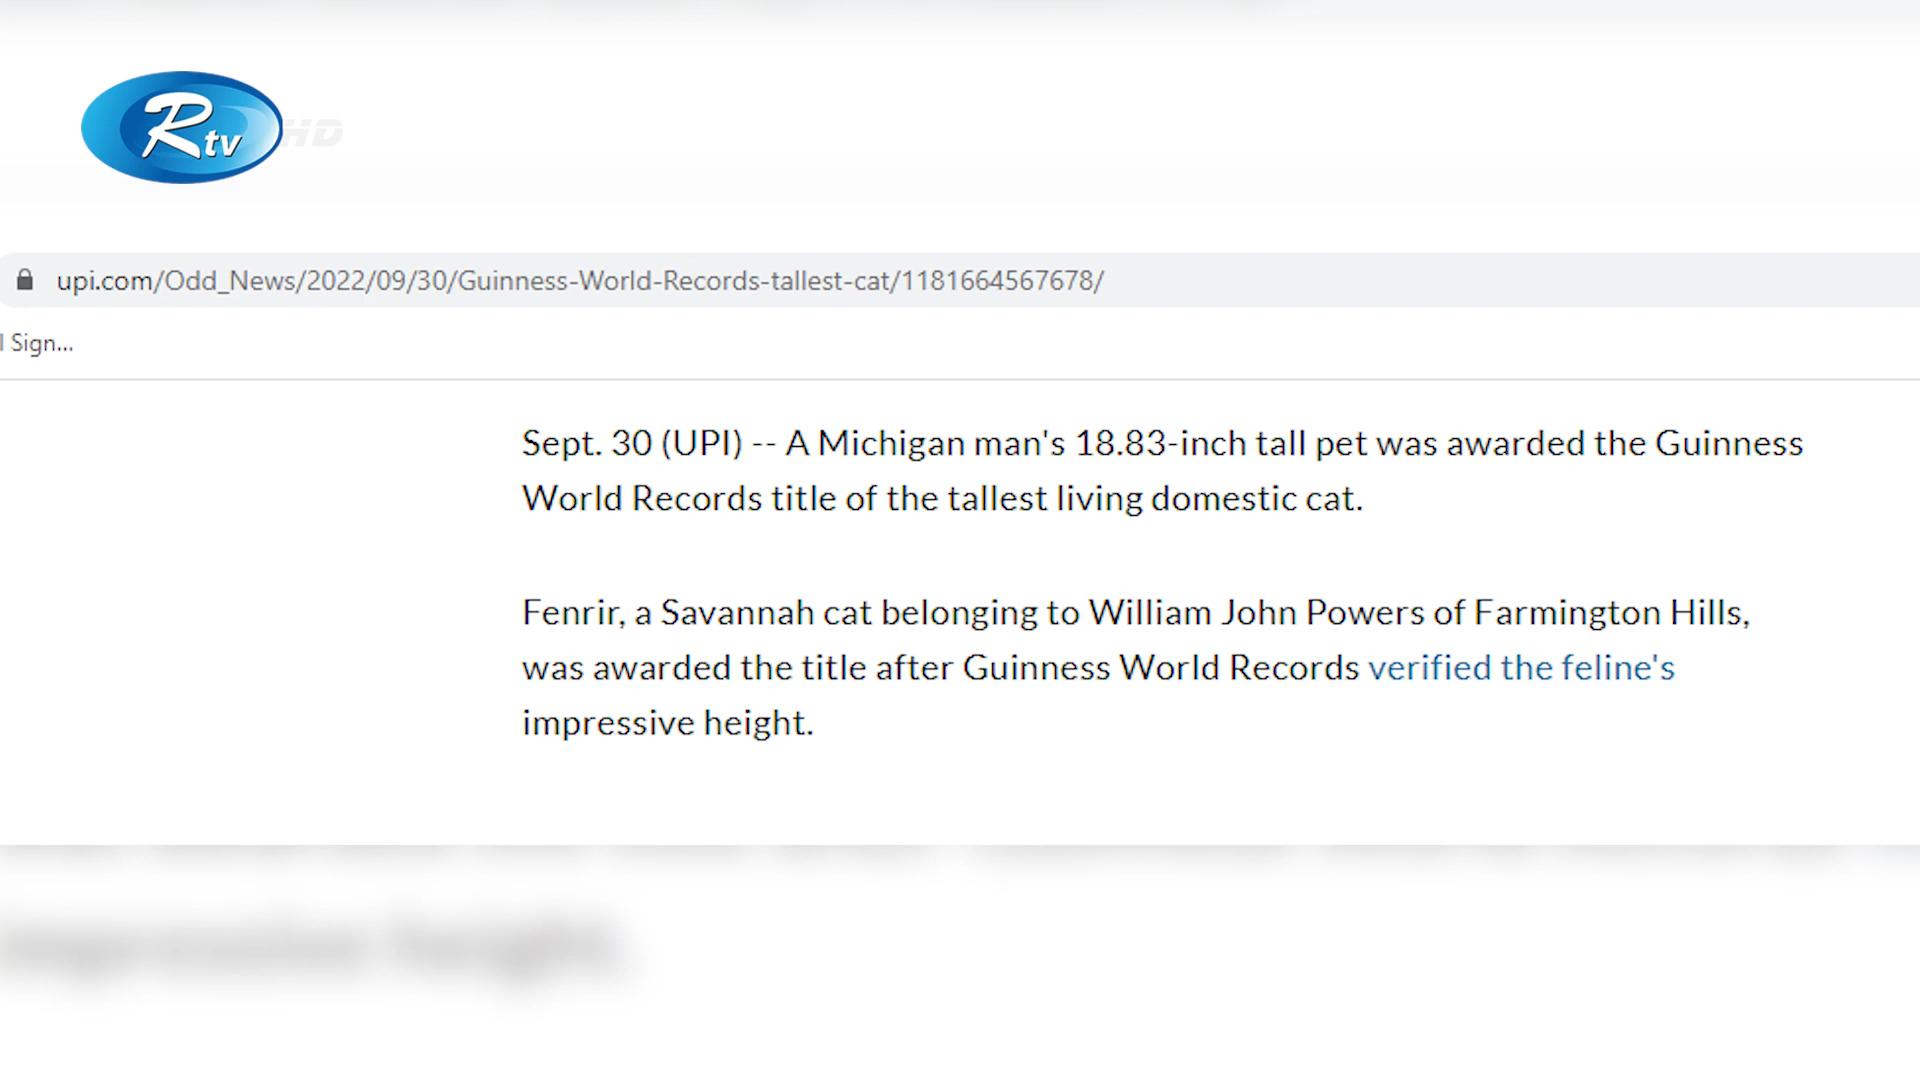 Rtv HD
upi.com/Odd_News/2022/09/30/Guinness-World-Records-tallest-cat/1181664567678/
Sign...
Sept. 30 (UPI) -- A Michigan man's 18.83-inch tall pet was awarded the Guinness
World Records title of the tallest living domestic cat.
Fenrir, a Savannah cat belonging to William John Powers of Farmington Hills,
was awarded the title after Guinness World Records verified the feline's
impressive height.
impressive height.